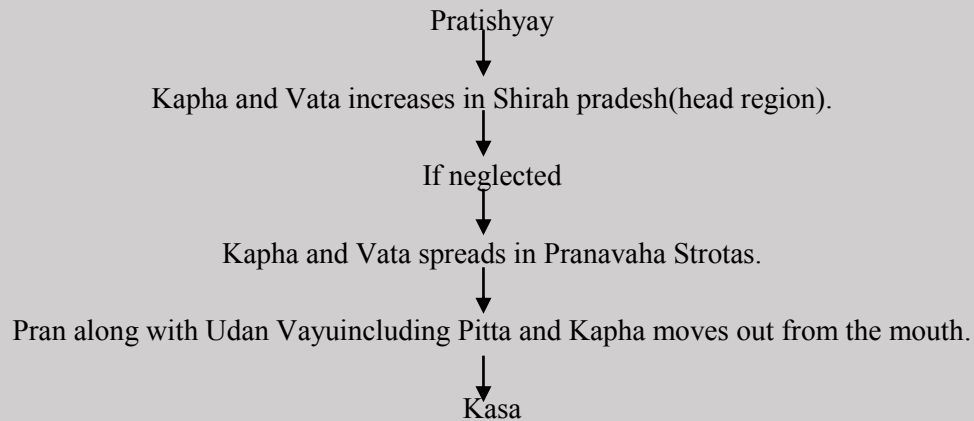 Pratishyay
Kapha and Vata increases in Shirah pradesh(head region).
If neglected
Kapha and Vata spreads in Pranavaha Strotas.
Pran along with Udan Vayuincluding Pitta and Kapha moves out from the mouth.
Kasa